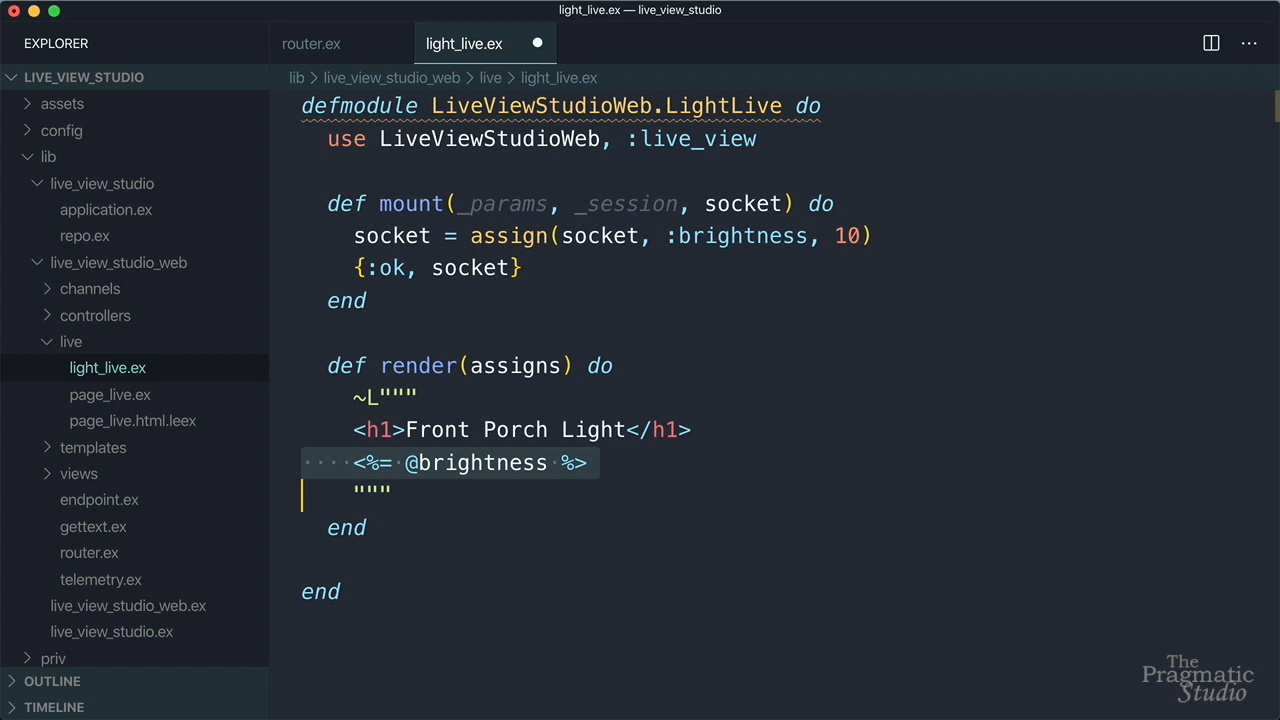 light_live.ex — live_view_studio
EXPLORER
router.ex
light_live.ex
LIVE_VIEW_STUDIO
assets
config
lib
live_view_studio
application.ex
repo.ex
live_view_studio_web
channels
controllers
live
light_live.ex
page_live.ex
page_live.html.leex
templates
views
endpoint.ex
gettext.ex
router.ex
telemetry.ex
live_view_studio_web.ex
live_view_studio.ex
priv
OUTLINE
TIMELINE
lib > live_view_studio_web > live > light_live.ex
defmodule LiveViewStudioWeb.LightLive do
  use LiveViewStudioWeb, :live_view
  def mount(_params, _session, socket) do
    socket = assign(socket, :brightness, 10)
    {:ok, socket}
  end
  def render(assigns) do
    ~L"""
    <h1>Front Porch Light</h1>
    <%= @brightness %>
    """
  end
end
The
Pragmatic
Studio